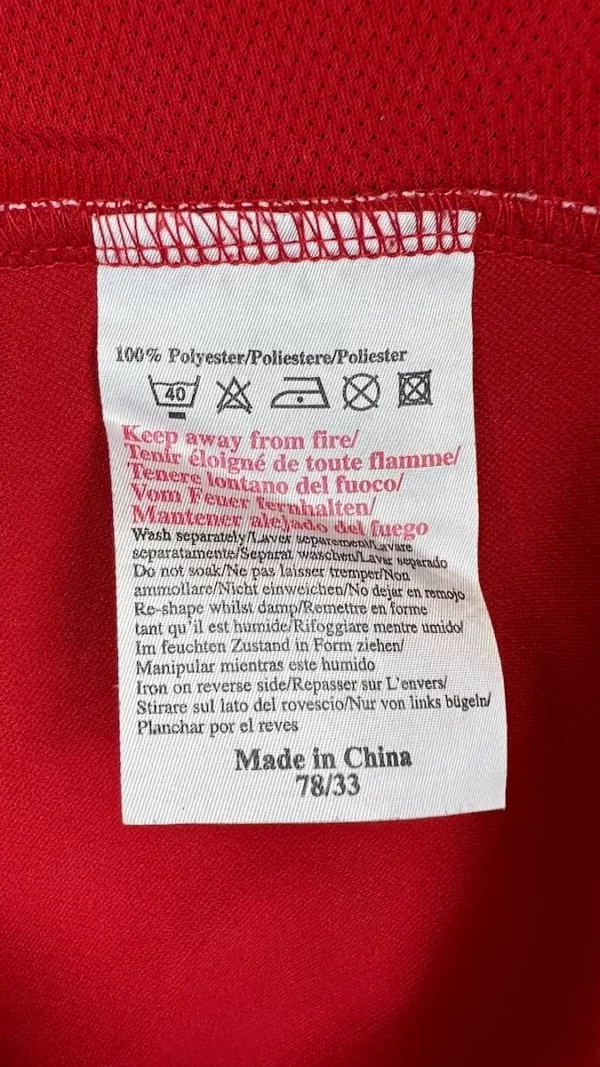 100% Polyester/Poliestere/Poliester
40
Keep away from fire/
Tenir éloigné de toute flamme/
Tenere lontano del fuoco/
Vom Feuer fernhalten/
Mantener alejado del fuego
Wash separately/Laver separement/Lavare
separatamente/Separat waschen/Lavar separado
Do not soak/Ne pas laisser tremper/Non
ammollare/Nicht einweichen/No dejar en remojo
Re-shape whilst damp/Remettre en forme
tant qu'il est humide/Rifoggiare mentre umido/
Im feuchten Zustand in Form ziehen/
Manipular mientras este humido
Iron on reverse side/Repasser sur L'envers/
Stirare sul lato del rovescio/Nur von links bügeln/
Planchar por el reves
Made in China
78/33